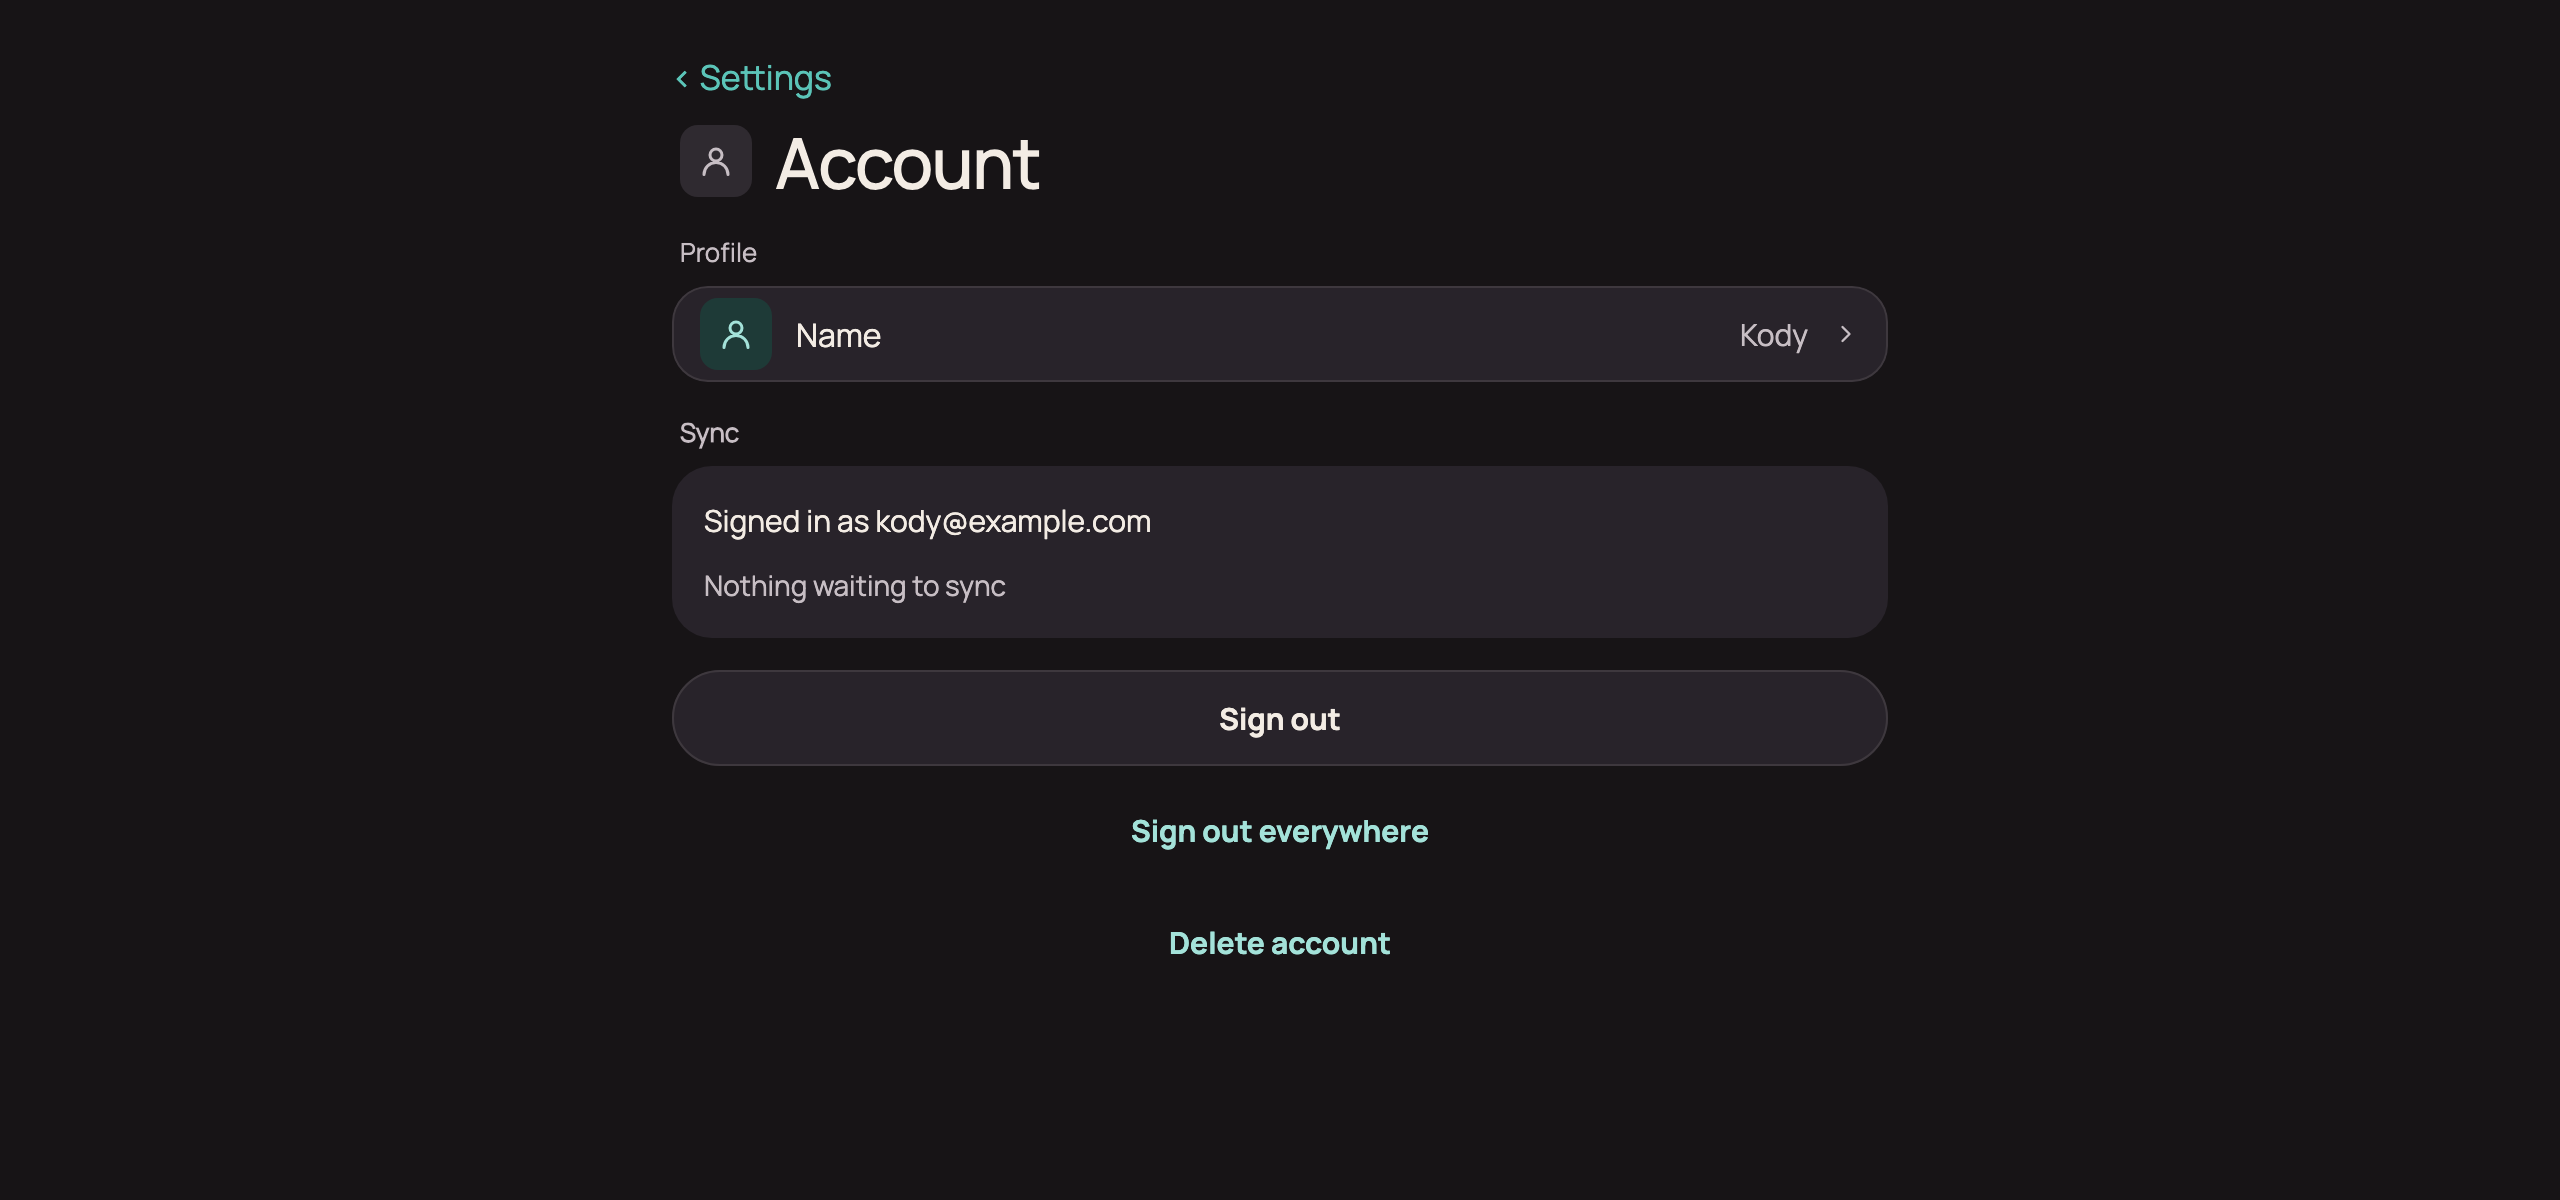 Settings
Account
Profile
Name Kody
Sync
Signed in as kody@example.com
Nothing waiting to sync
Sign out
Sign out everywhere
Delete account